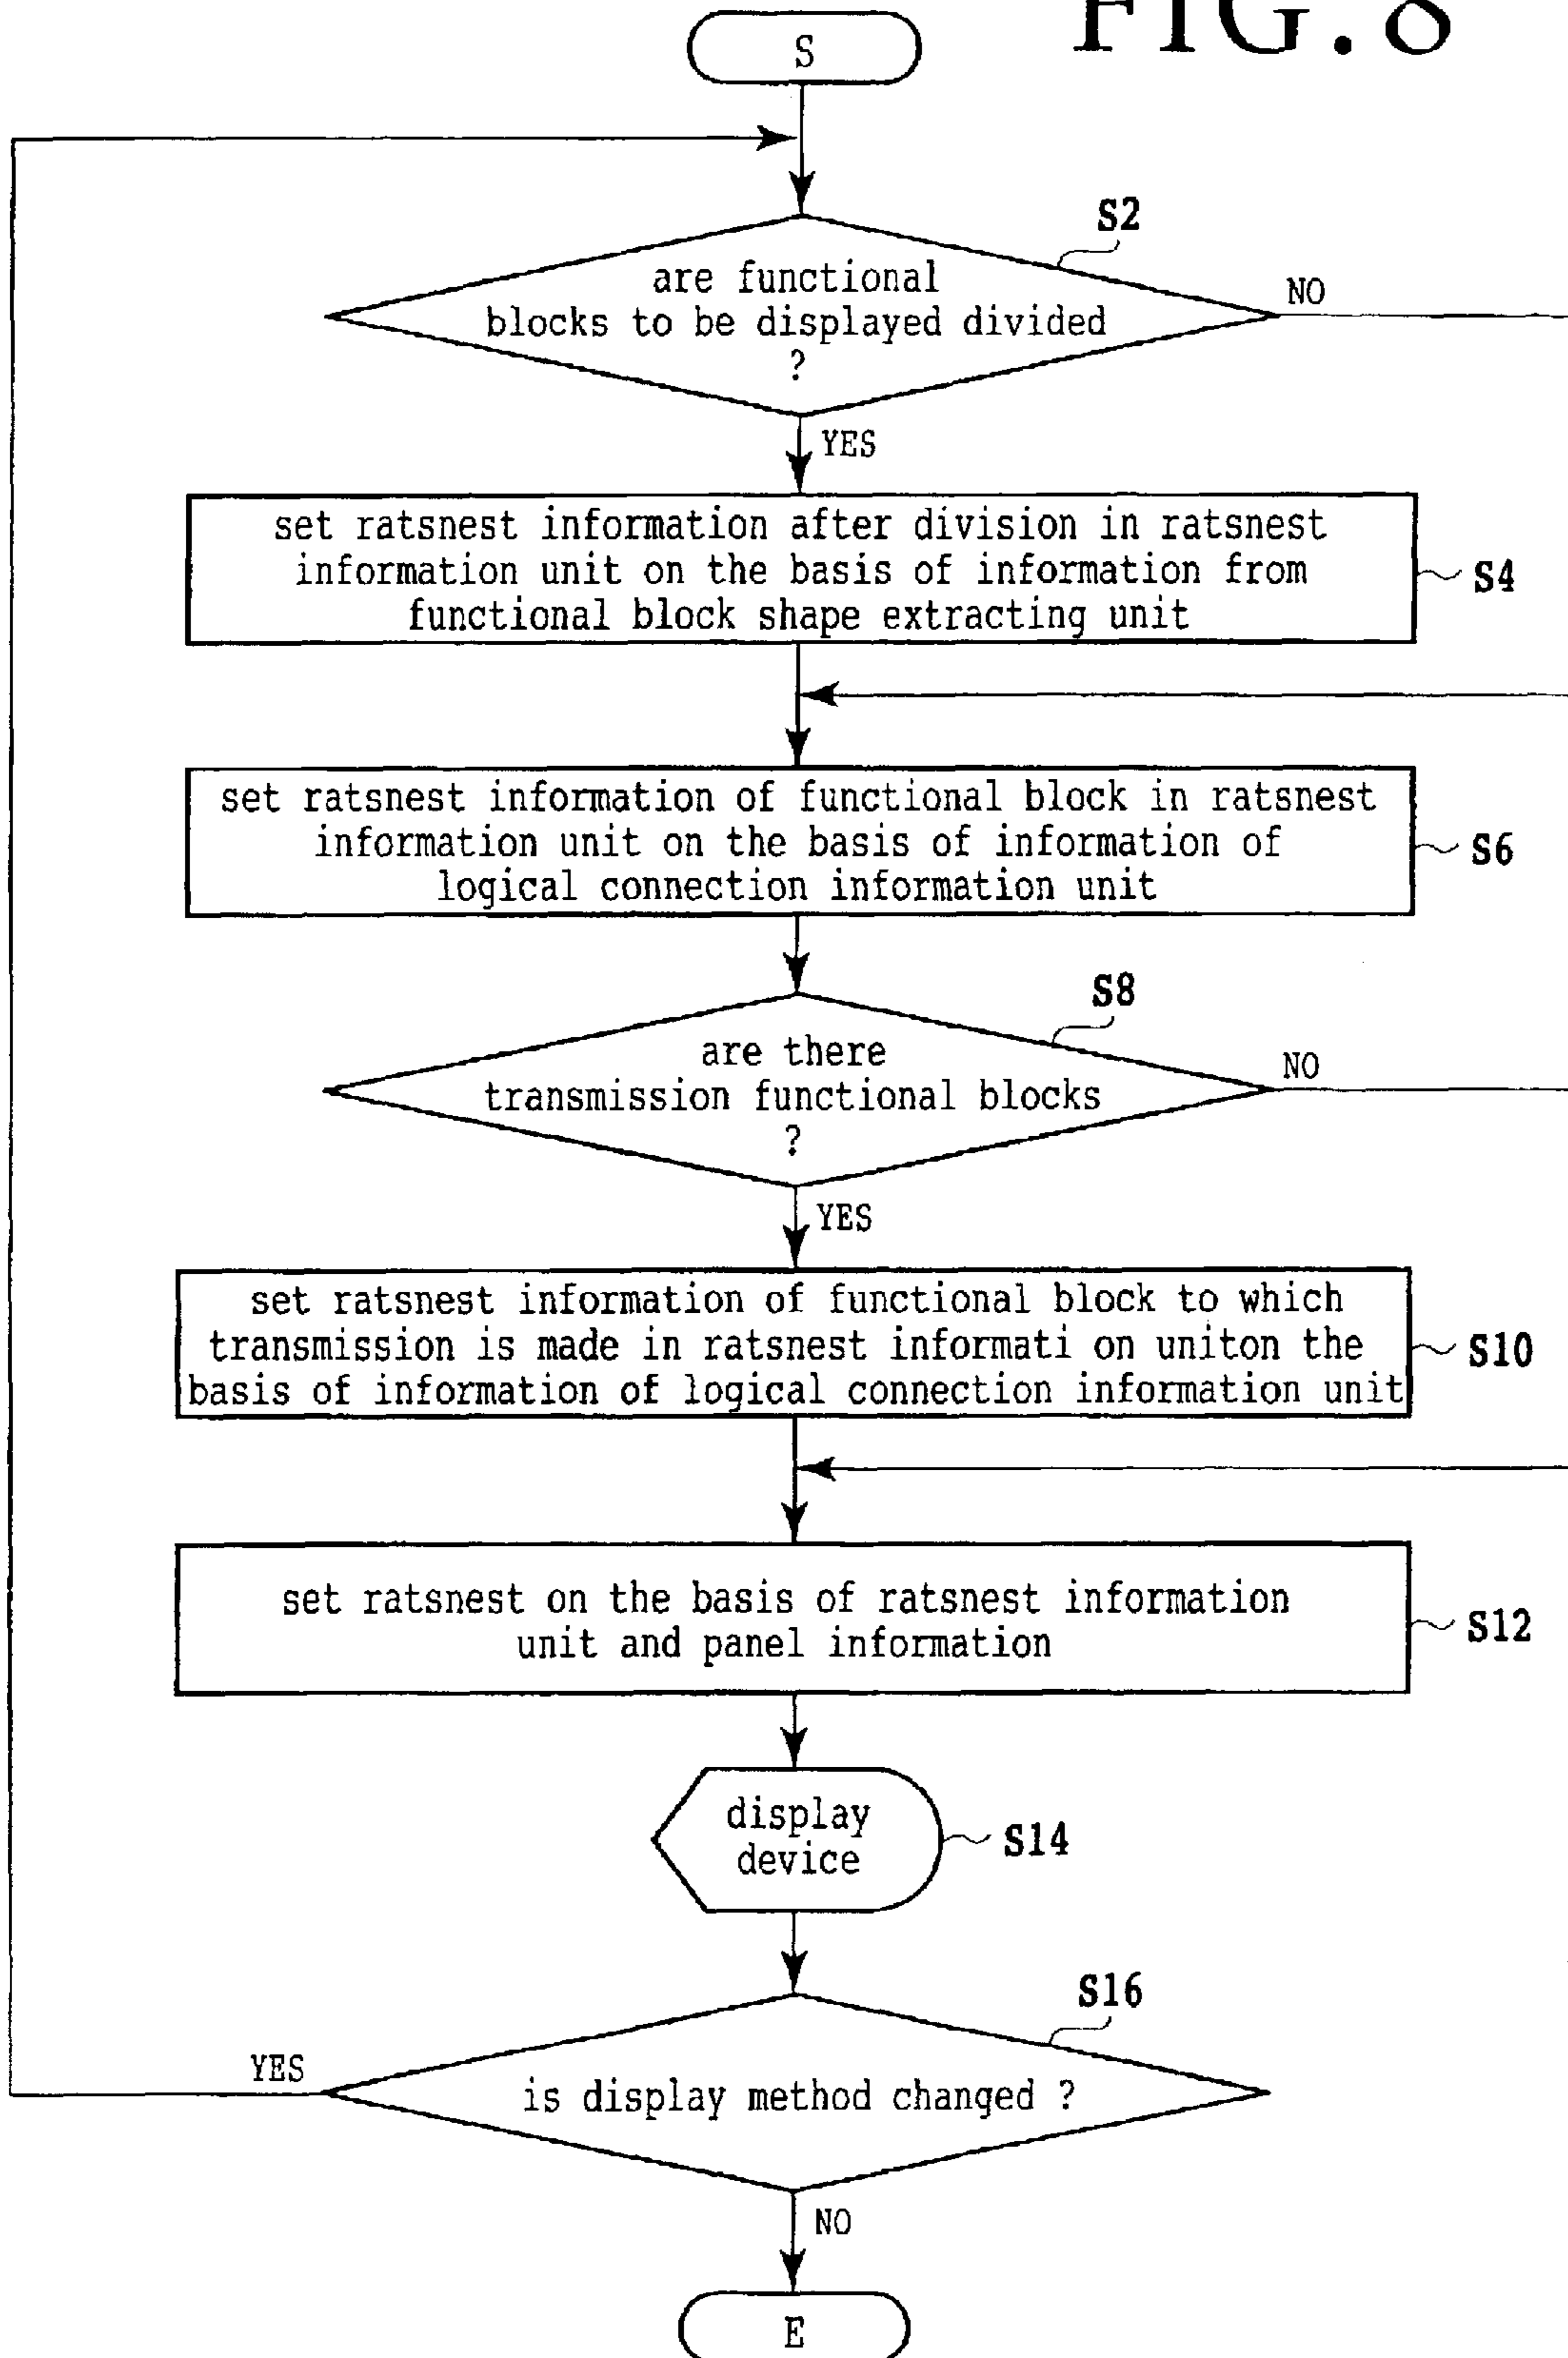 FIG.8
S
S2
are functional
blocks to be displayed divided
?
NO
YES
set ratsnest information after division in ratsnest
information unit on the basis of information from
functional block shape extracting unit
S4
set ratsnest information of functional block in ratsnest
information unit on the basis of information of
logical connection information unit
S6
S8
are there
transmission functional blocks
?
NO
YES
set ratsnest information of functional block to which
transmission is made in ratsnest informati on uniton the
basis of information of logical connection information unit
S10
set ratsnest on the basis of ratsnest information
unit and panel information
S12
display
device
S14
S16
YES
is display method changed ?
NO
E